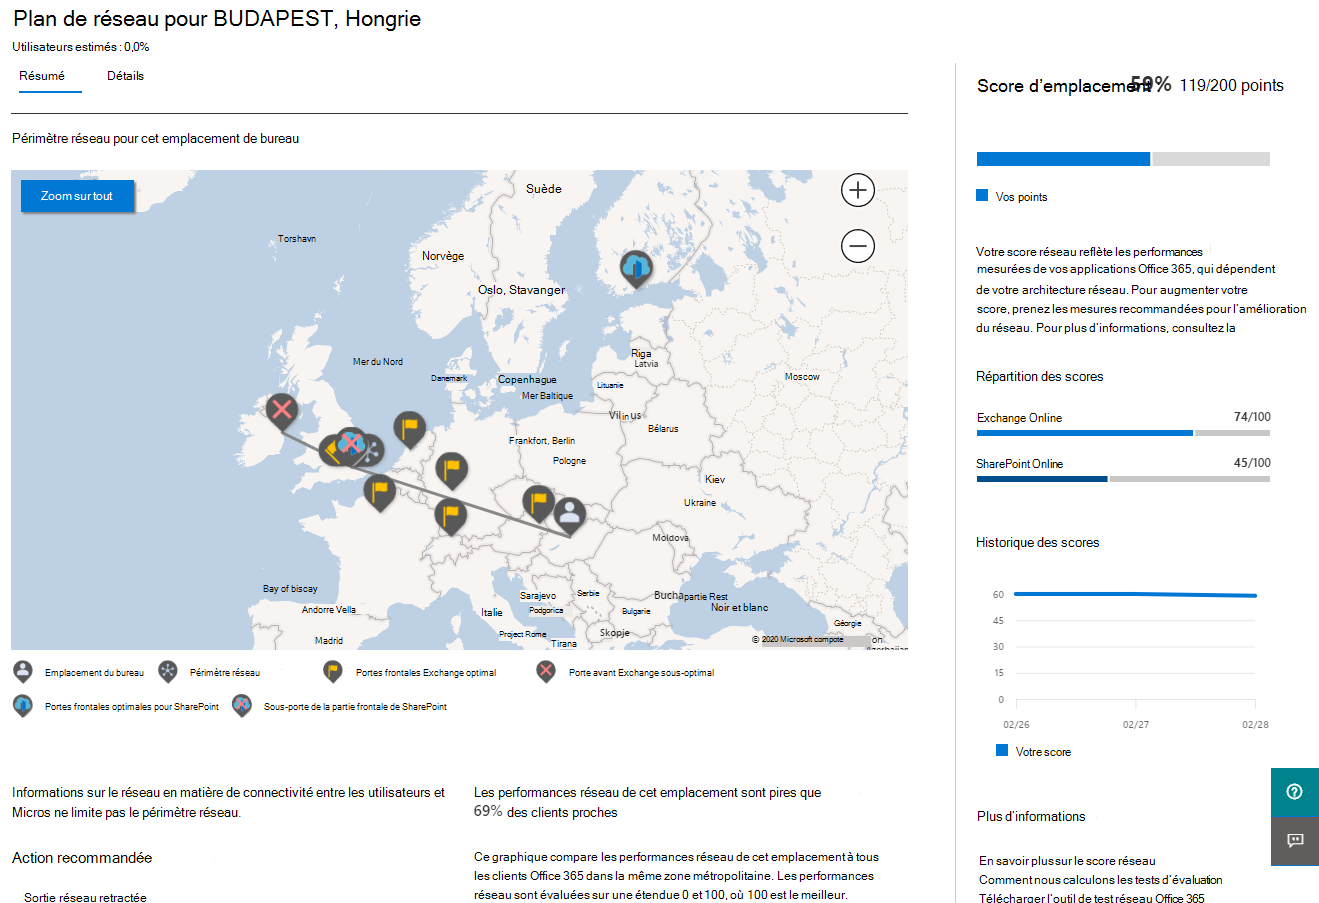 Plan de réseau pour BUDAPEST, Hongrie
Utilisateurs estimés : 0,0%
Résumé
Détails
Périmètre réseau pour cet emplacement de bureau
Zoom sur tout
Suède
Torshavn
Norvège
Oslo, Stavanger
Mer du Nord
Riga
Latvia
Danemark
Copenhague
Lituanie
Moscow
Mer Baltique
Vilinus
Bélarus
Frankfort, Berlin
Pologne
Kiev
Ukraine
Moldova
Bay of biscay
Sarajevo
Serbie
Buchapartie Rest
Andorre Vella
Italie
Podgorica
Bulgarie
Noir et blanc
Géorgie
Madrid
Project Rome
Skopje
Tirana
© 2020 Microsoft compote
on
Azerbaijan
Emplacement du bureau
Périmètre réseau
Portes frontales Exchange optimal
Porte avant Exchange sous-optimal
Portes frontales optimales pour SharePoint
Sous-porte de la partie frontale de SharePoint
Informations sur le réseau en matière de connectivité entre les utilisateurs et
Micros ne limite pas le périmètre réseau.
Action recommandée
Sortie réseau retractée
Les performances réseau de cet emplacement sont pires que
69% des clients proches
Ce graphique compare les performances réseau de cet emplacement à tous
les clients Office 365 dans la même zone métropolitaine. Les performances
réseau sont évaluées sur une étendue 0 et 100, où 100 est le meilleur.
Score d'emplacement 59% 119/200 points
Vos points
Votre score réseau reflète les performances
mesurées de vos applications Office 365, qui dépendent
de votre architecture réseau. Pour augmenter votre
score, prenez les mesures recommandées pour l'amélioration
du réseau. Pour plus d'informations, consultez la
Répartition des scores
Exchange Online 74/100
SharePoint Online 45/100
Historique des scores
60
45
30
15
0
02/26 02/27 02/28
Votre score
Plus d'informations
En savoir plus sur le score réseau
Comment nous calculons les tests d'évaluation
Télécharger l'outil de test réseau Office 365